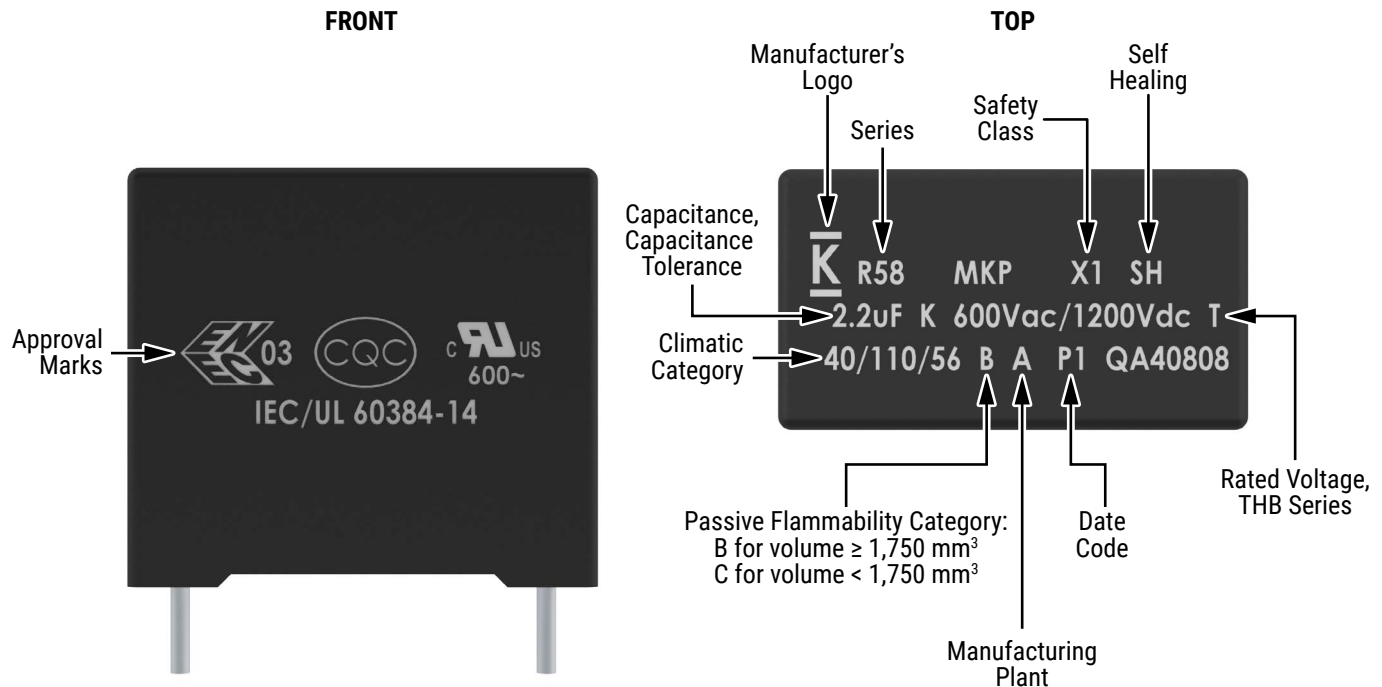 FRONT
Approval
Marks
ENEC 03
CQC
C RU US
600~
IEC/UL 60384-14
TOP
Manufacturer's
Logo
Series
Safety
Class
Self
Healing
Capacitance,
Capacitance
Tolerance
Climatic
Category
K R58 MKP X1 SH
2.2uF K 600Vac/1200Vdc T
40/110/56 B A P1 QA40808
Passive Flammability Category:
B for volume ≥ 1,750 mm³
C for volume < 1,750 mm³
Date
Code
Rated Voltage,
THB Series
Manufacturing
Plant